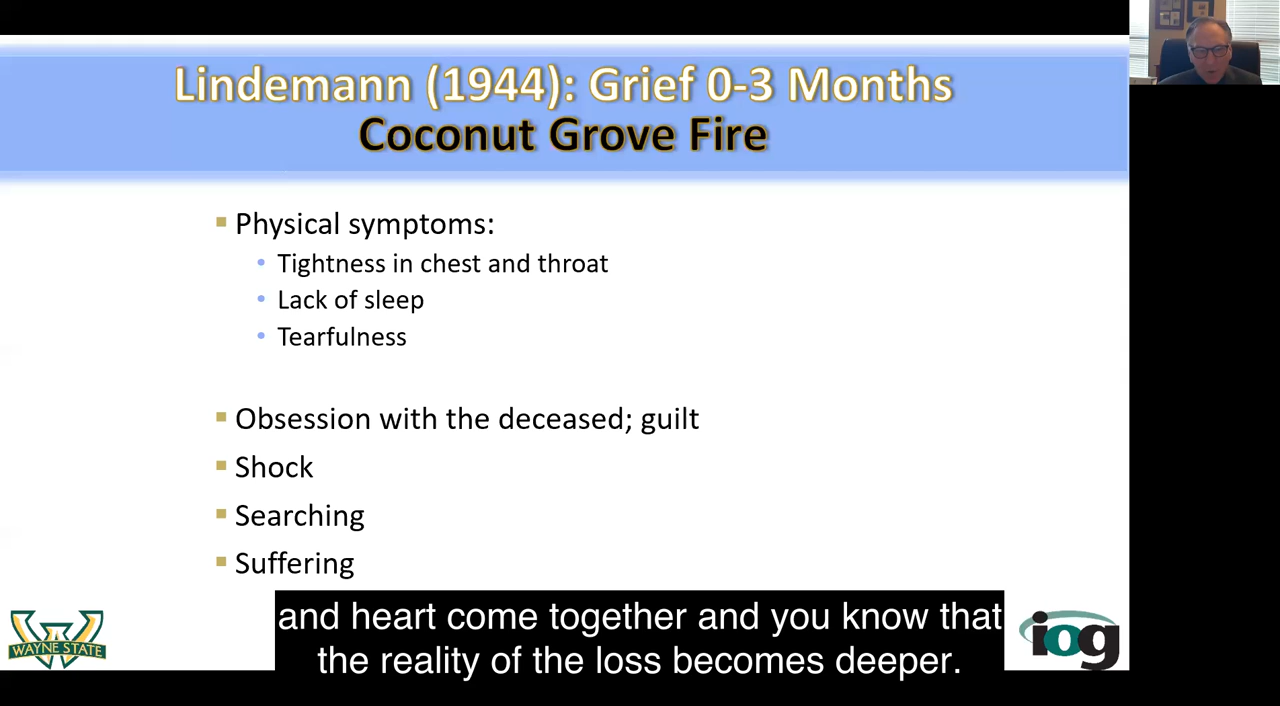 Lindemann (1944): Grief 0-3 Months
Coconut Grove Fire
Physical symptoms:
Tightness in chest and throat
Lack of sleep
Tearfulness
Obsession with the deceased; guilt
Shock
Searching
Suffering
and heart come together and you know that
the reality of the loss becomes deeper.
WAYNE STATE
iog